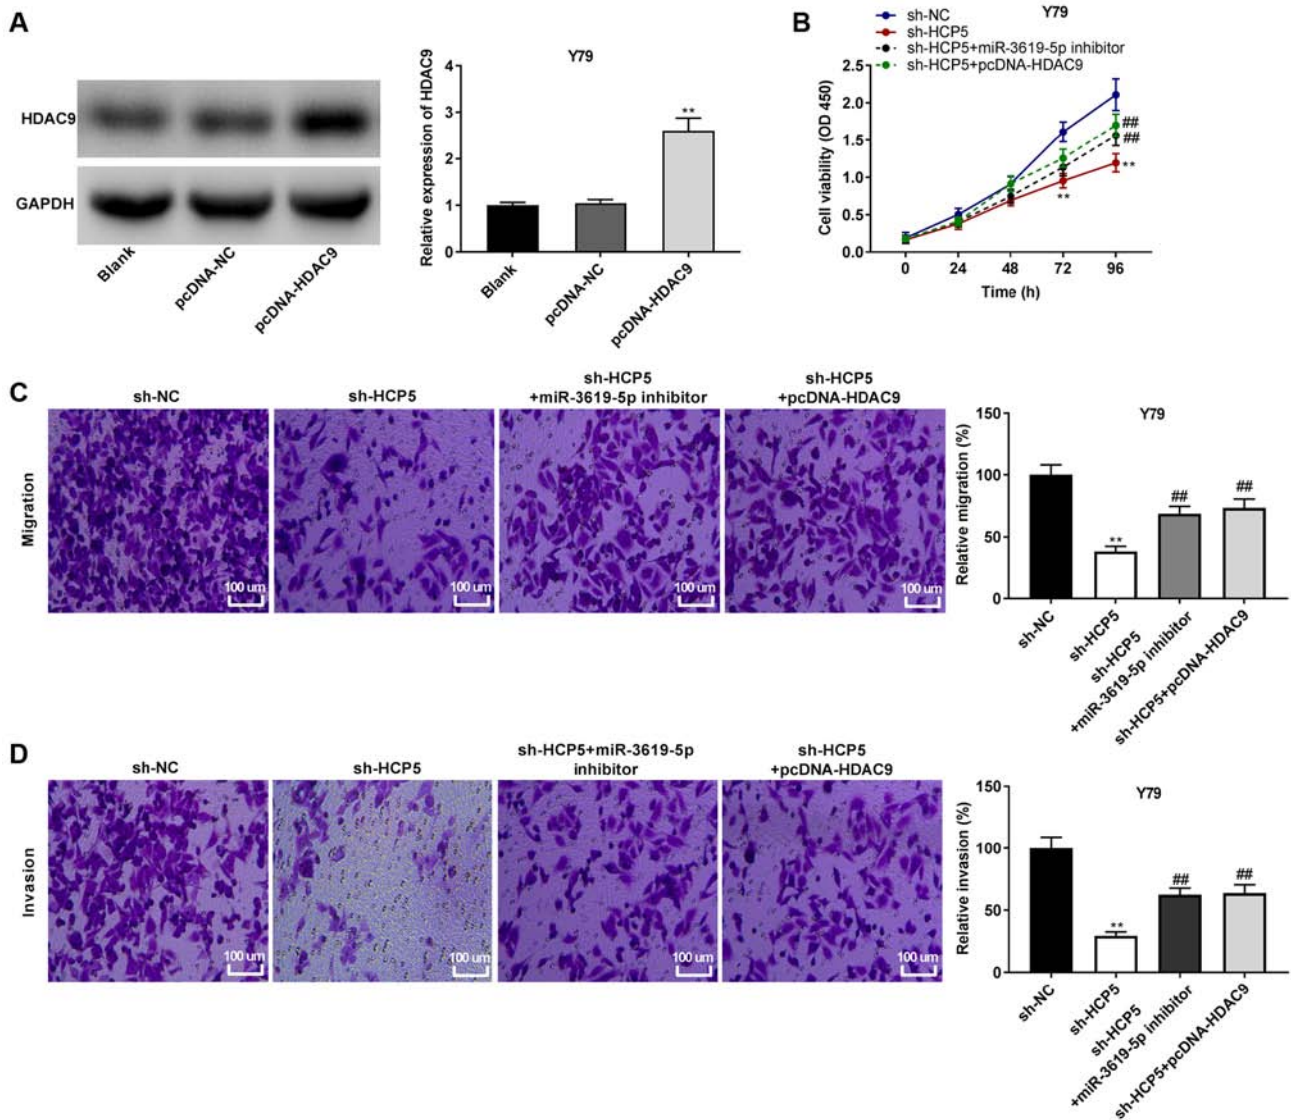 A
HDAC9
GAPDH
Blank
pcDNA-NC
pcDNA-HDAC9
Y79
Relative expression of HDAC9
4
3
2
1
0
**
Blank
pcDNA-NC
pcDNA-HDAC9
B
Y79
sh-NC
sh-HCP5
sh-HCP5+miR-3619-5p inhibitor
sh-HCP5+pcDNA-HDAC9
Cell viability (OD 450)
2.5
2.0
1.5
1.0
0.5
0.0
##
##
**
**
0 24 48 72 96
Time (h)
C
sh-NC
sh-HCP5
sh-HCP5
+miR-3619-5p inhibitor
sh-HCP5
+pcDNA-HDAC9
Migration
100 um
100 um
100 um
100 um
Y79
Relative migration (%)
150
100
50
0
**
##
##
sh-NC
sh-HCP5
sh-HCP5
+miR-3619-5p inhibitor
sh-HCP5+pcDNA-HDAC9
D
sh-NC
sh-HCP5
sh-HCP5+miR-3619-5p
inhibitor
sh-HCP5
+pcDNA-HDAC9
Invasion
100 um
100 um
100 um
100 um
Y79
Relative invasion (%)
150
100
50
0
**
##
##
sh-NC
sh-HCP5
sh-HCP5
+miR-3619-5p inhibitor
sh-HCP5+pcDNA-HDAC9